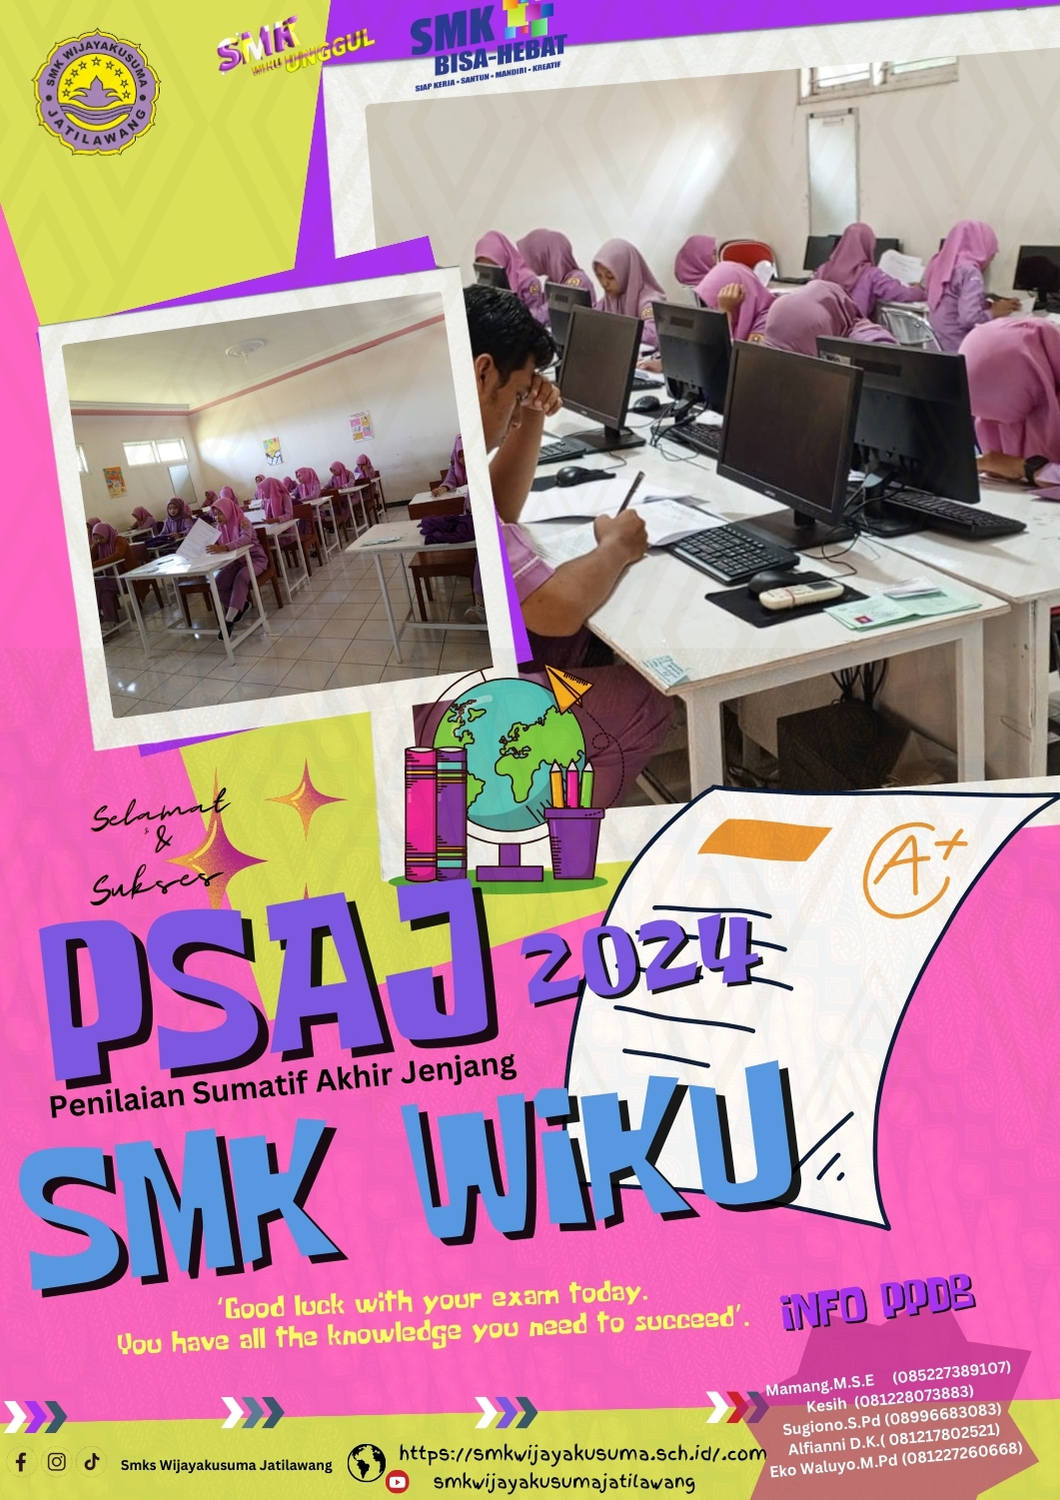 SMK WIJAYAKUSUMA
JATILAWANG
SMK
WIKU UNGGUL
SMK
BISA-HEBAT
SIAP KERJA • SANTUN • MANDIRI • KREATIF
Selamat
&
Sukses
A+
PSAJ 2024
Penilaian Sumatif Akhir Jenjang
SMK WiKU
'Good luck with your exam today.
You have all the knowledge you need to succeed'.
iNFO PPDB
Mamang.M.S.E (085227389107)
Kesih (081228073883)
Sugiono.S.Pd (08996683083)
Alfianni D.K.( 081217802521)
Eko Waluyo.M.Pd (081227260668)
Smks Wijayakusuma Jatilawang
https://smkwijayakusuma.sch.id/.com
smkwijayakusumajatilawang